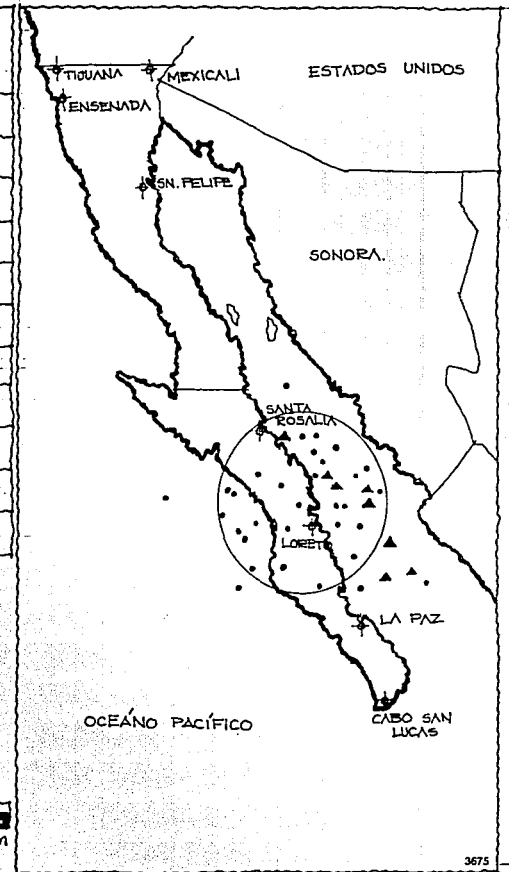 TIJUANA
MEXICALI
ESTADOS UNIDOS
ENSENADA
SN. FELIPE
SONORA.
SANTA
ROSALIA
LORETO
LA PAZ
OCEÁNO PACÍFICO
CABO SAN
LUCAS
3675